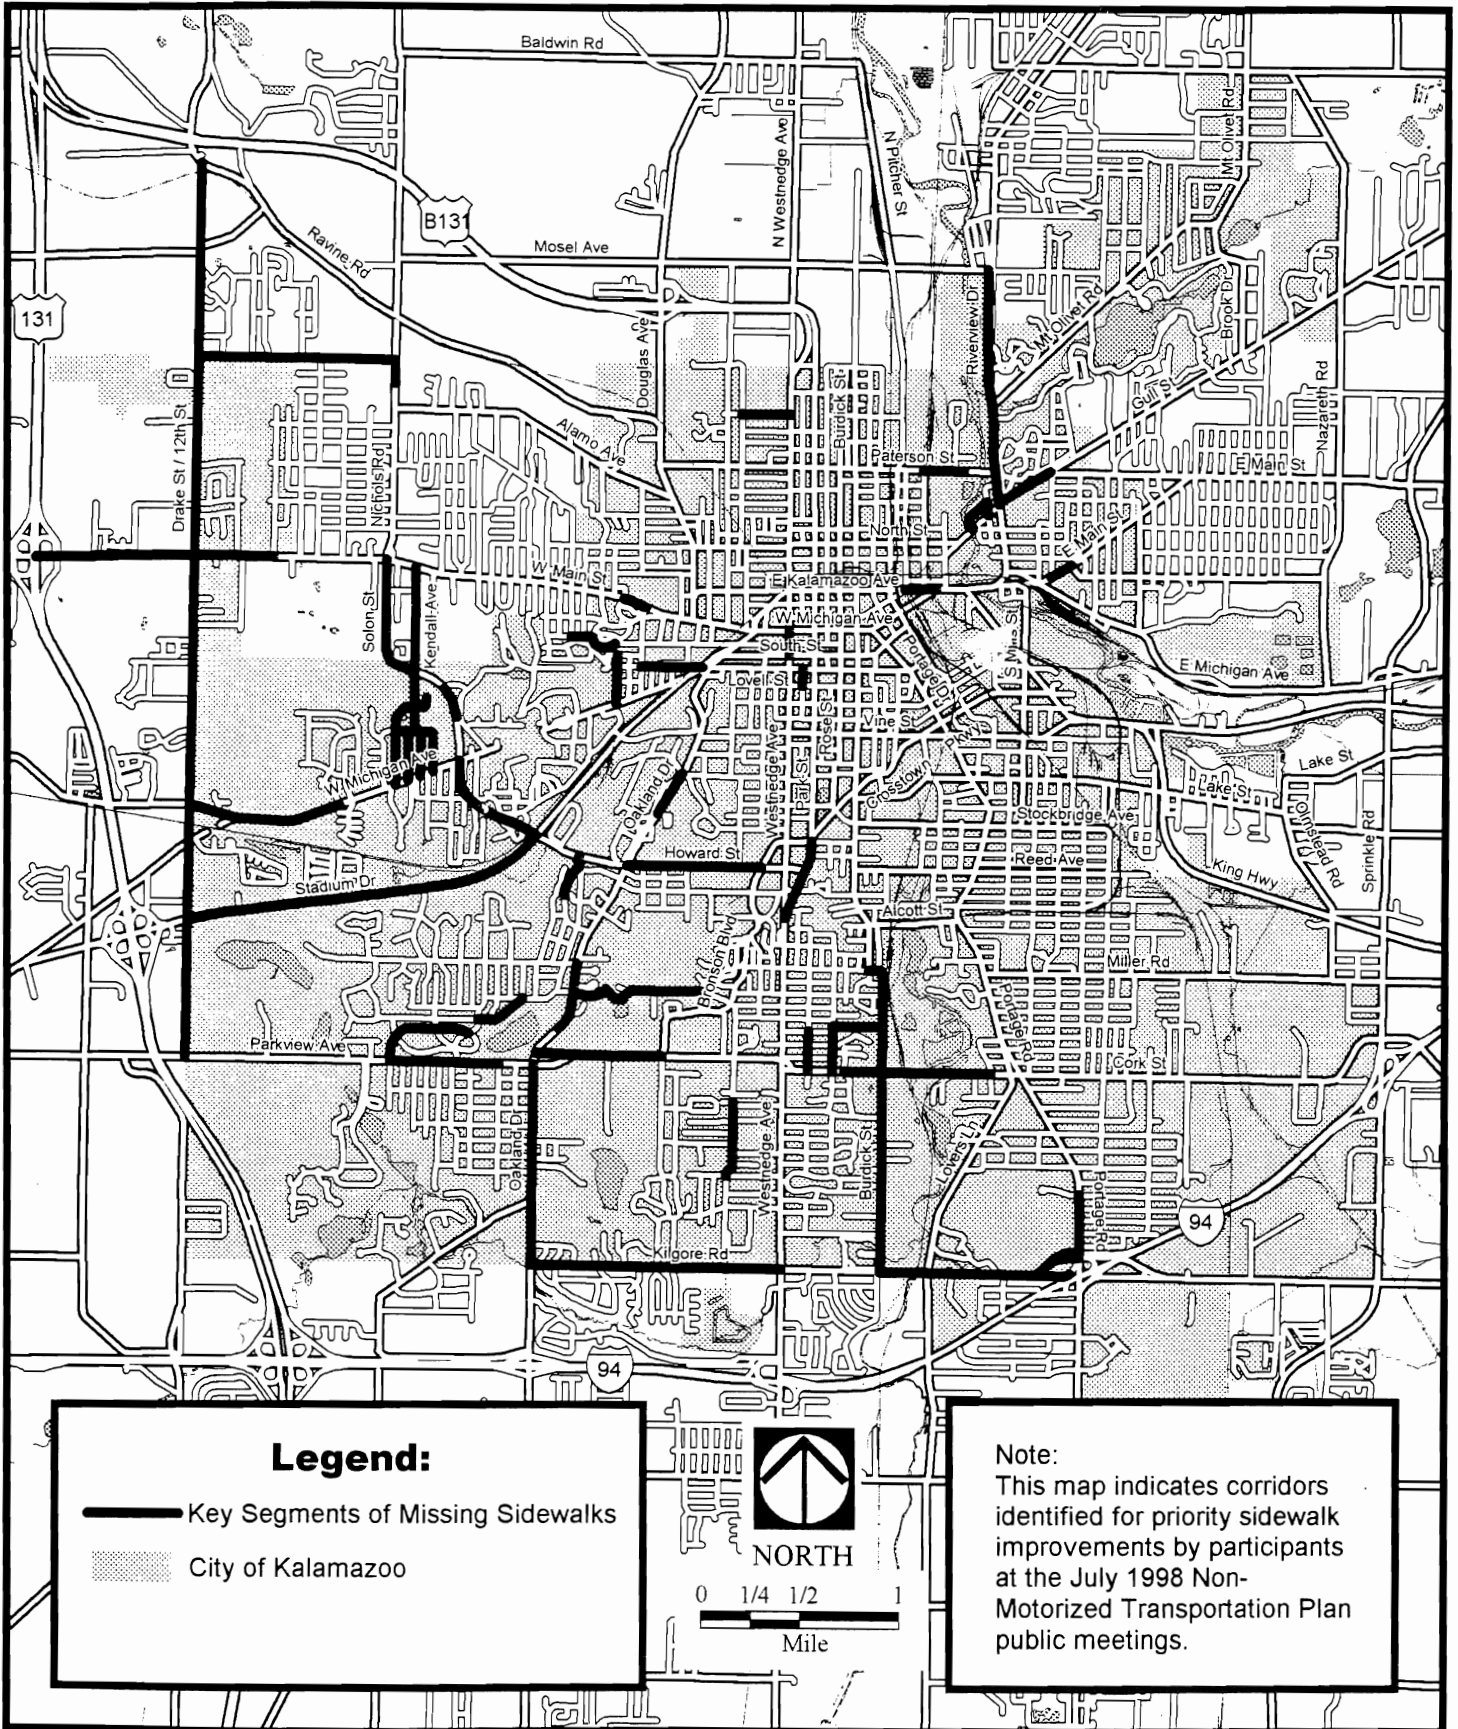 Baldwin Rd
N Westnedge Av
N Pitcher St
Mt Olivet Rd
B131
Ravine Rd
Mosel Ave
131
Riverview Dr
Mt Olivet Rd
Brook Dr
Douglas Ave
Gull St
Burdick St
Nazareth Rd
Drake St / 12th St
Nichols Rd
Alamo Ave
Paterson St
E Main St
North St
E Main St
W Main St
E Kalamazoo Ave
Solon St
Kendall Ave
W Michigan Ave
South St
S Mills St
Portage Dr
E Michigan Ave
Lovell St
Rose St
Vine St
Pkwy
W Michigan Ave
Oakland Dr
Westnedge Ave
Park St
Crosstown
Lake St
Lake St
Stockbridge Ave
Olmstead Rd
Sprinkle Rd
Howard St
Reed Ave
King Hwy
Stadium Dr
Alcott St
Bronson Blvd
Miller Rd
Portage Rd
Parkview Ave
Cork St
Oakland Dr
Westnedge Ave
Burdick St
Lovers Ln
Portage Rd
94
Kilgore Rd
94
Legend:
Key Segments of Missing Sidewalks
City of Kalamazoo
NORTH
0 1/4 1/2 1
Mile
Note:
This map indicates corridors
identified for priority sidewalk
improvements by participants
at the July 1998 Non-
Motorized Transportation Plan
public meetings.